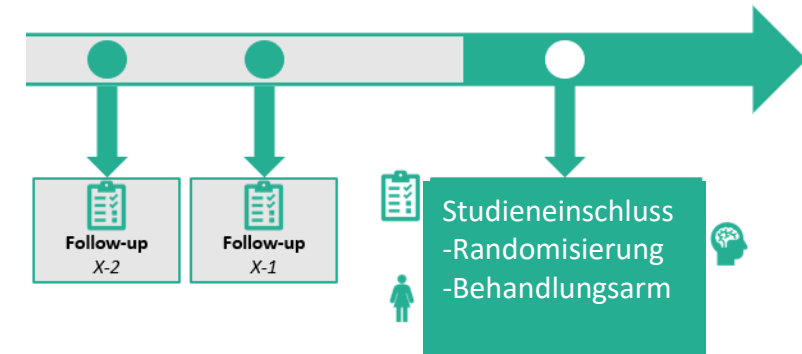 Follow-up
X-2
Follow-up
X-1
Studieneinschluss
-Randomisierung
-Behandlungsarm